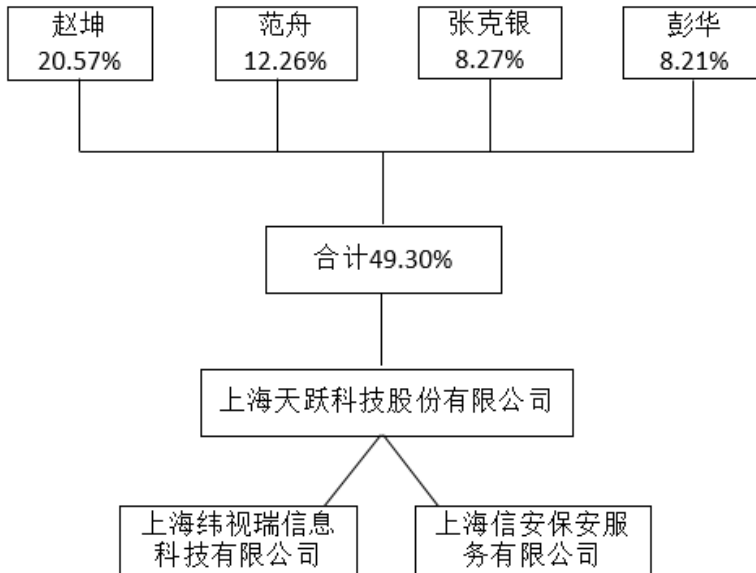 赵坤
20.57%
范舟
12.26%
张克银
8.27%
彭华
8.21%
合计49.30%
上海天跃科技股份有限公司
上海纬视瑞信息
科技有限公司
上海信安保安服
务有限公司